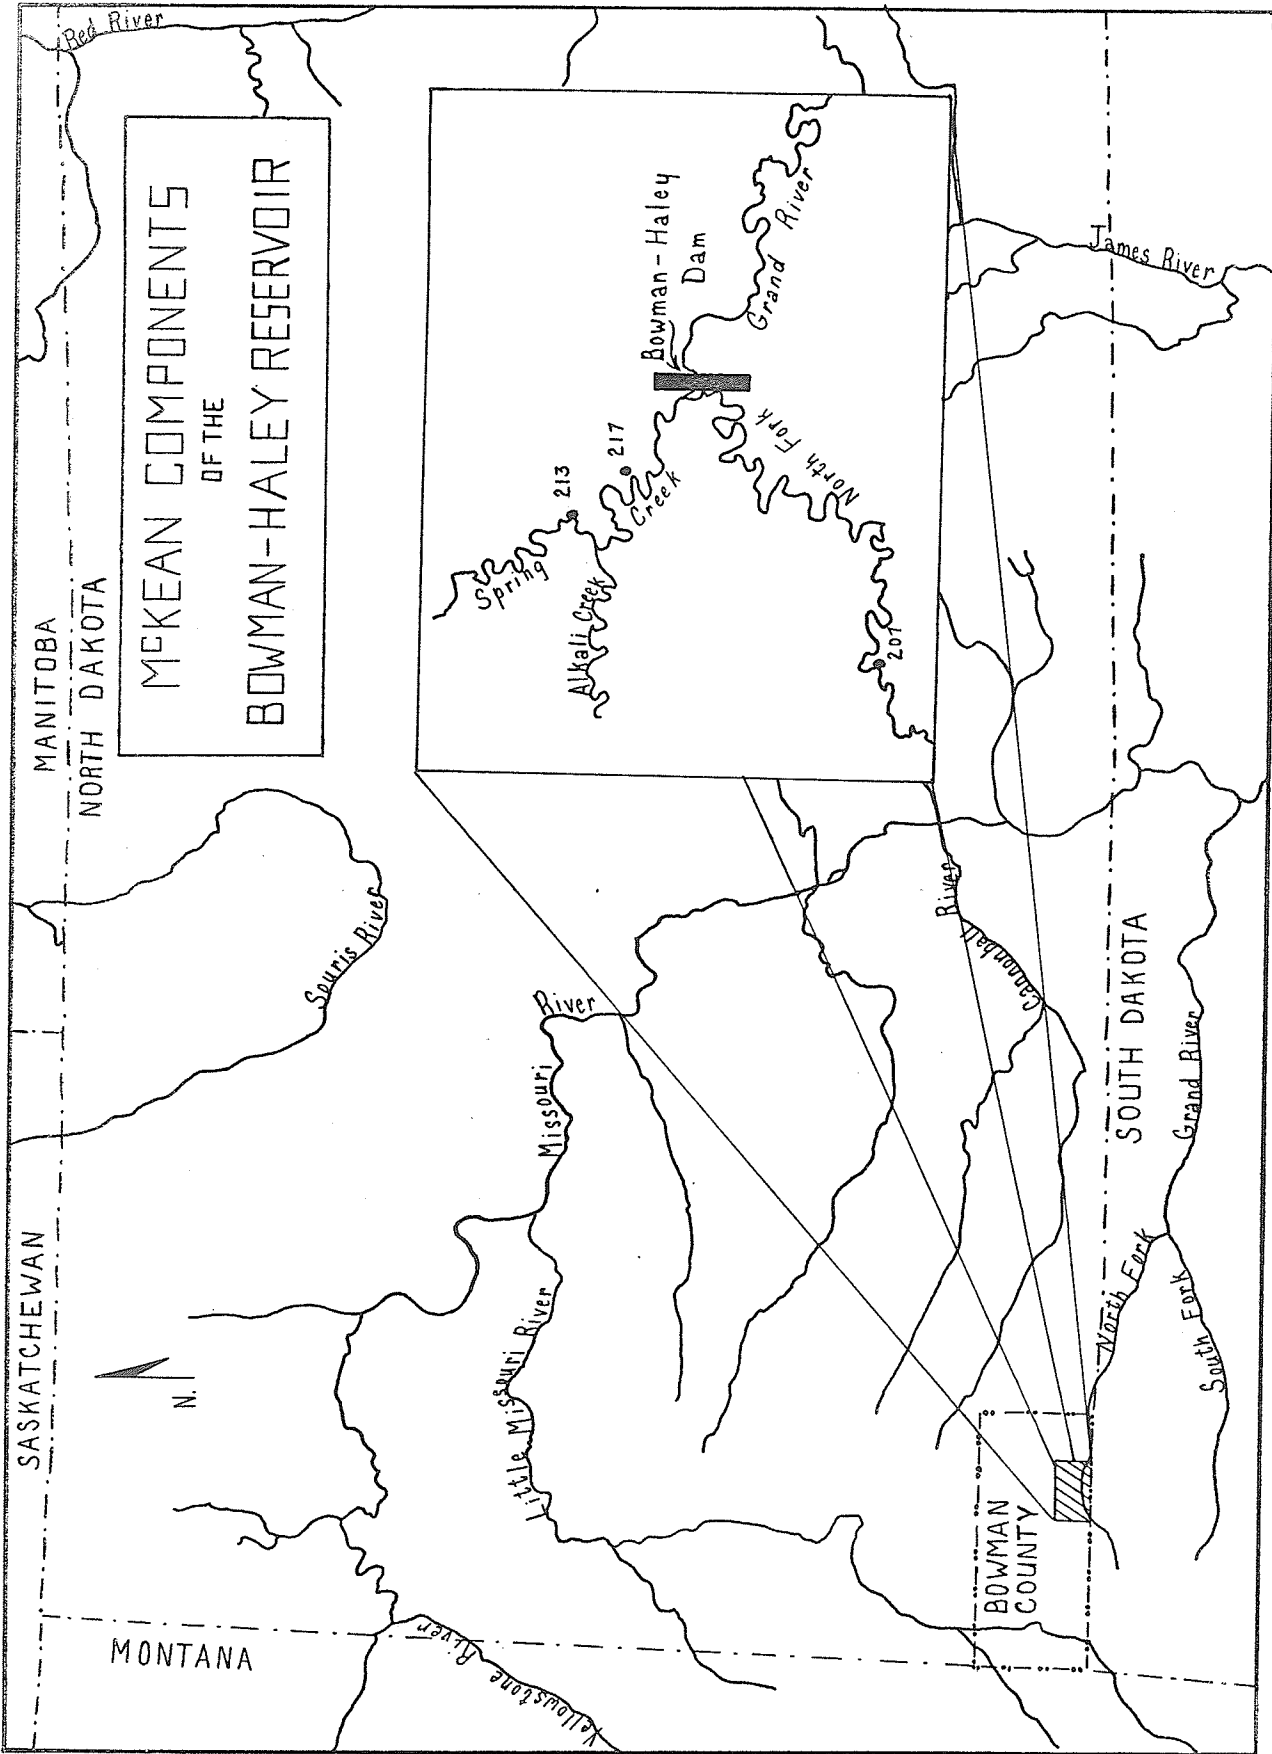 McKEAN COMPONENTS
OF THE
BOWMAN-HALEY RESERVOIR
SASKATCHEWAN
MANITOBA
NORTH DAKOTA
MONTANA
SOUTH DAKOTA
BOWMAN
COUNTY
N.
Red River
Souris River
Missouri
River
Little Missouri River
Yellowstone River
Cannonball
River
James River
North Fork
South Fork
Grand River
Spring
Creek
Alkali Creek
213
217
207
Bowman-Haley
Dam
North Fork
Grand River